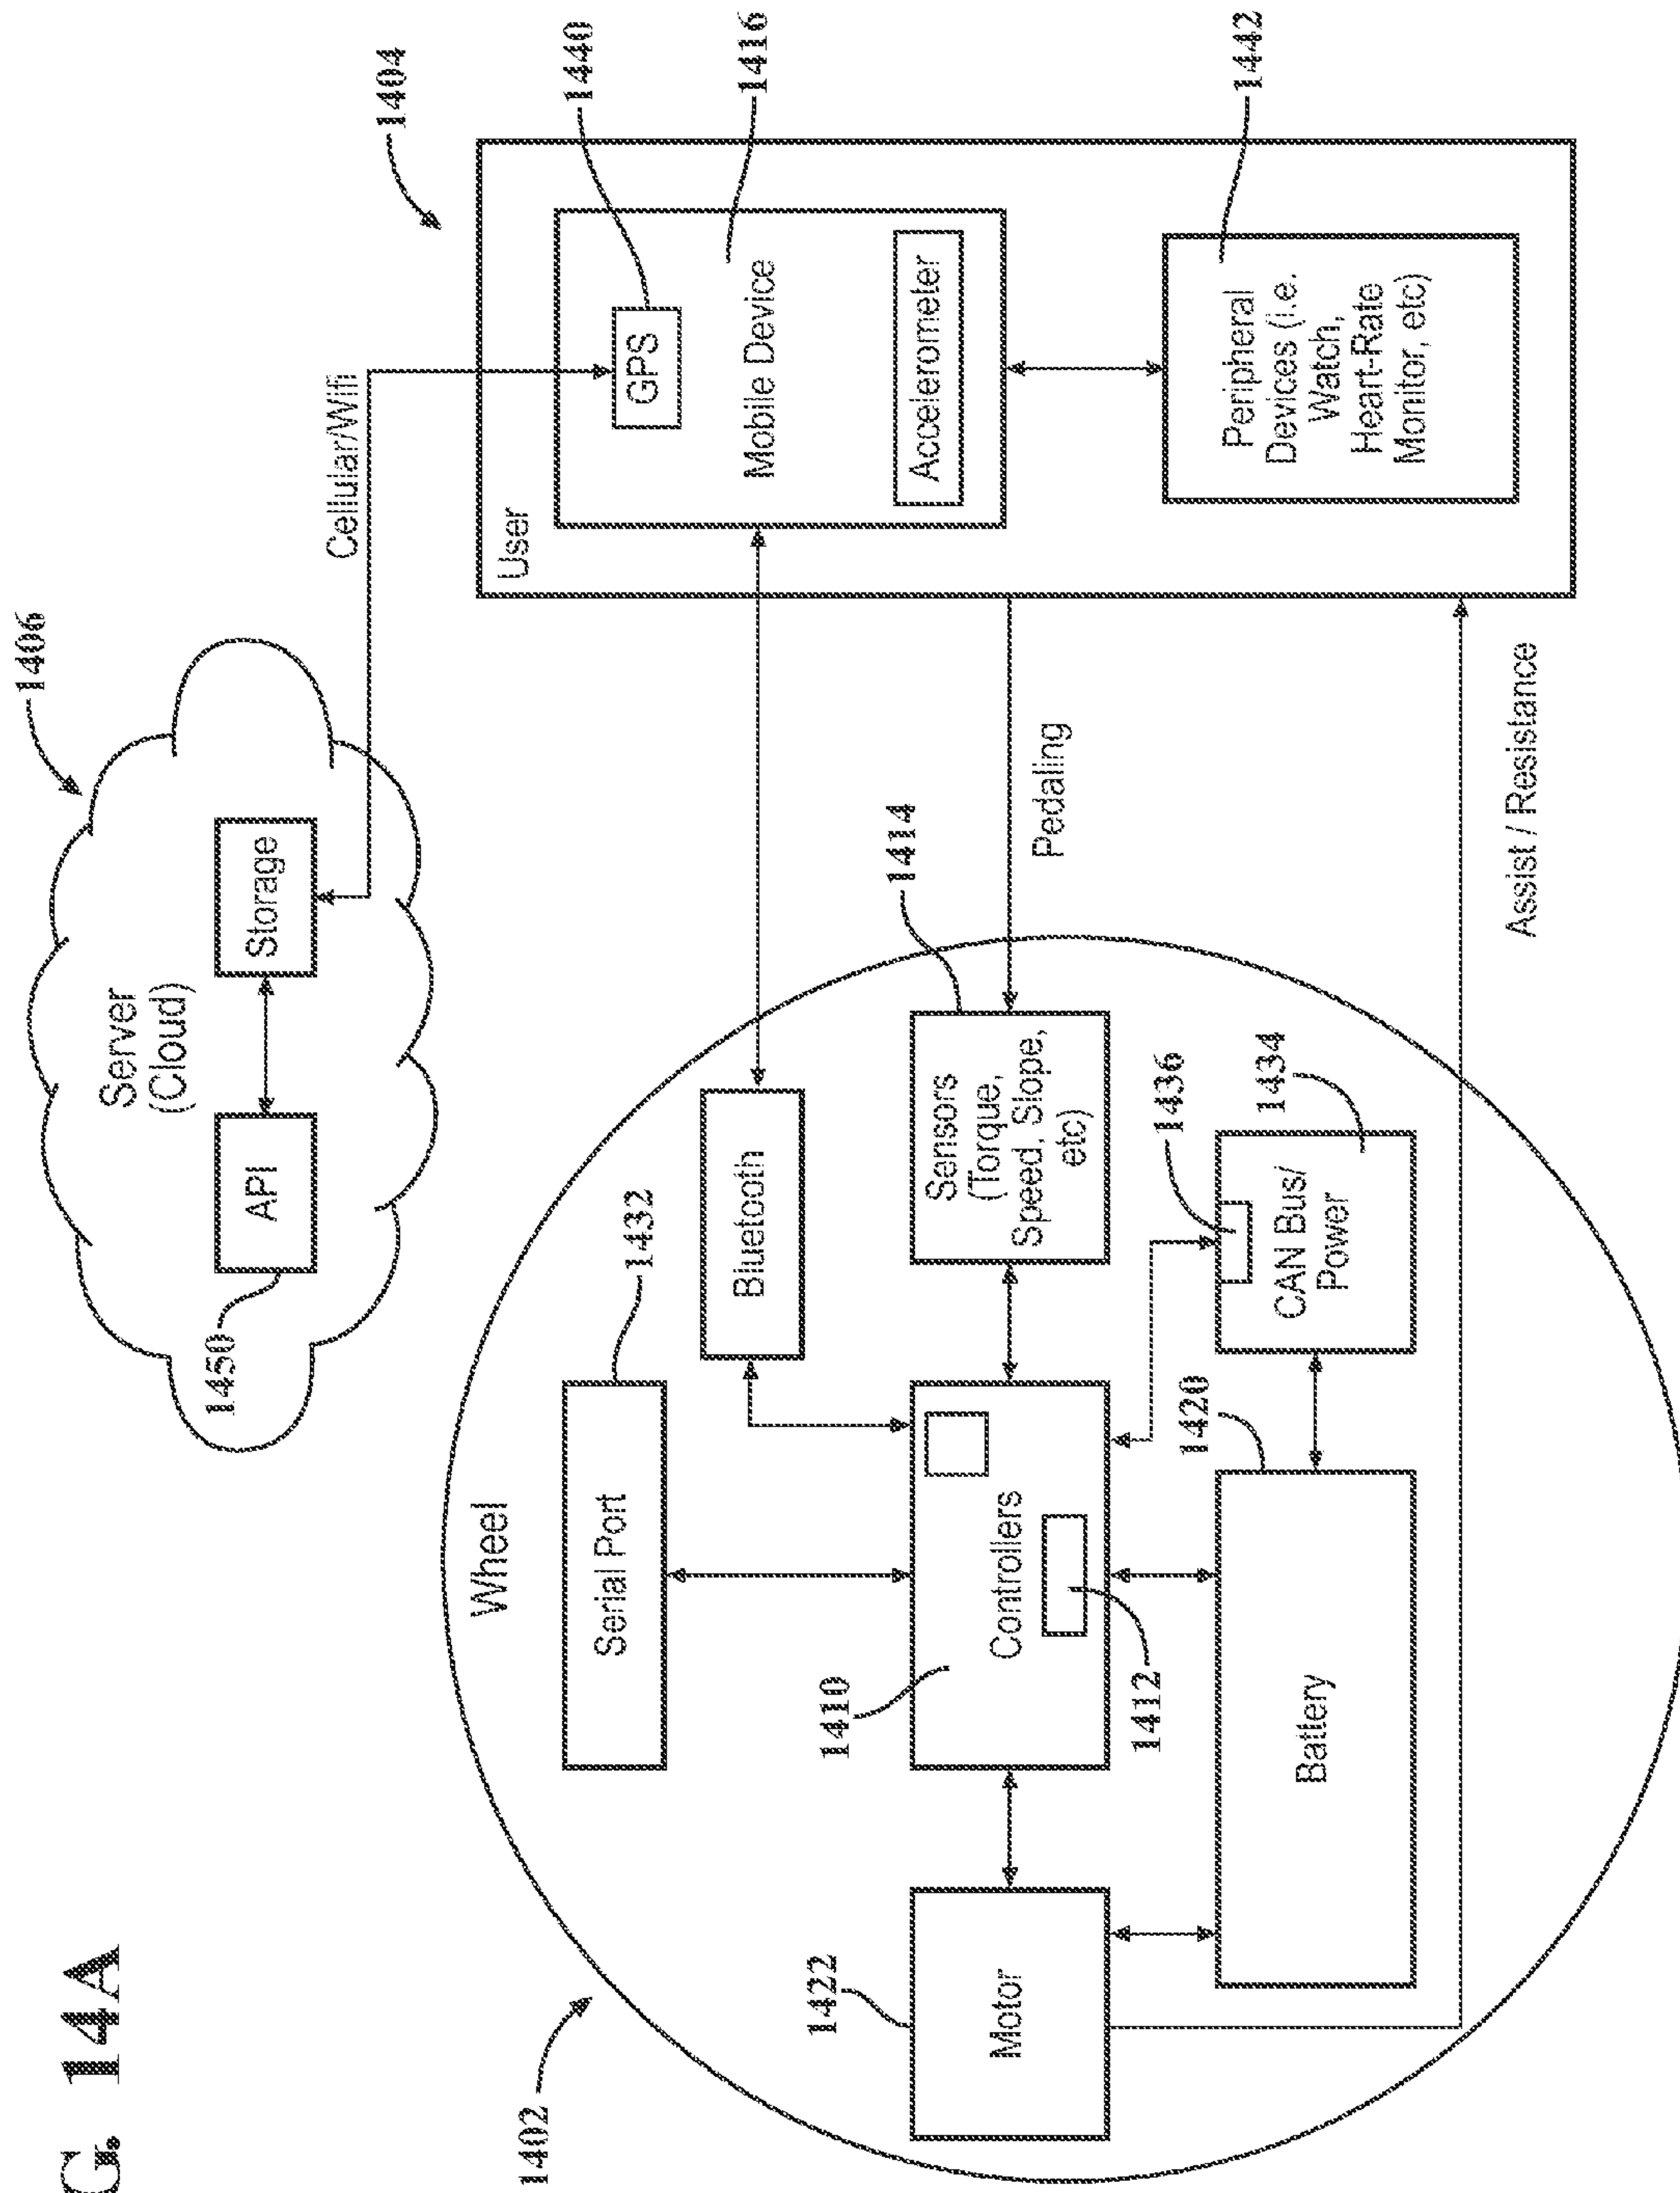 G. 14A
1406
Server
(Cloud)
API
Storage
1450
Cellular/Wifi
1404
User
GPS
1440
Mobile Device
1416
Accelerometer
Peripheral
Devices (i.e.
Watch,
Heart-Rate
Monitor, etc)
1442
1402
Wheel
Serial Port
1432
Bluetooth
1414
Sensors
(Torque,
Speed, Slope,
etc)
Pedaling
1410
Controllers
1412
1422
Motor
1436
1434
CAN Bus/
Power
1420
Battery
Assist / Resistance